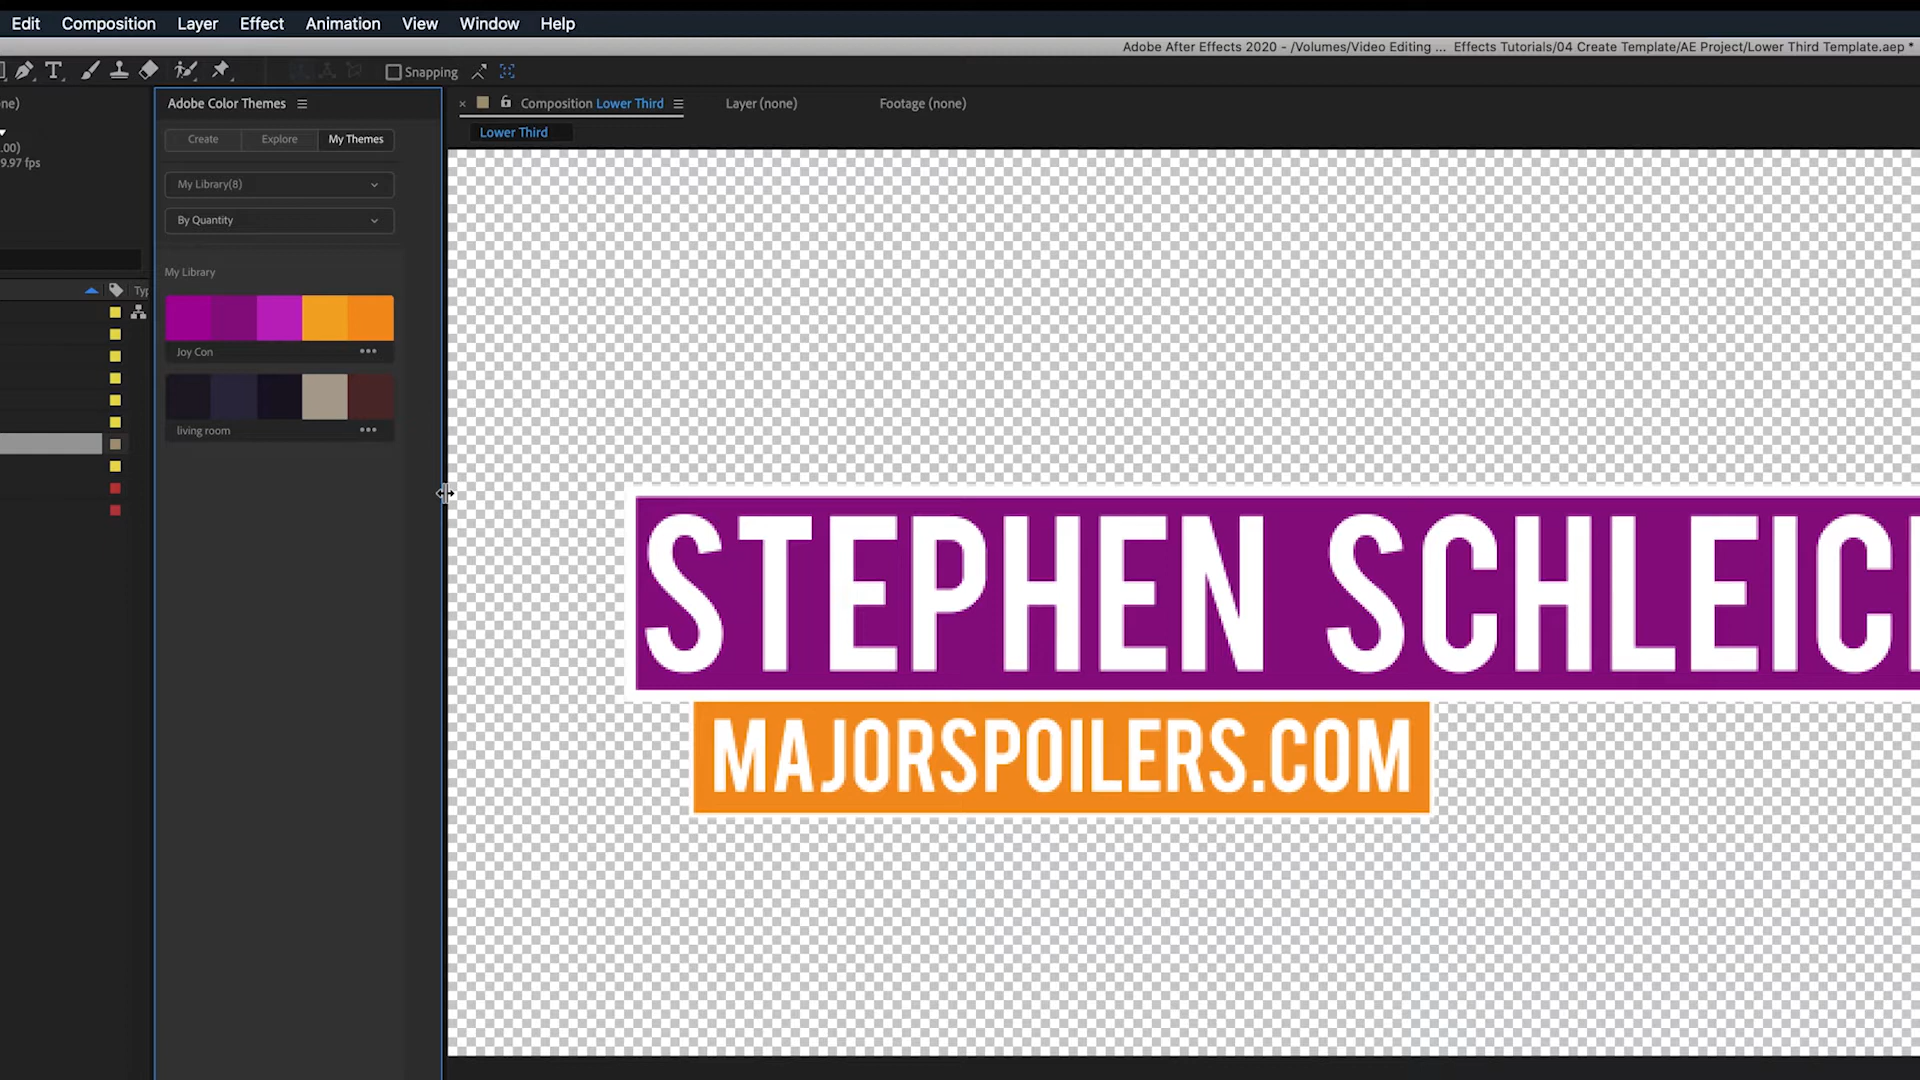 Edit Composition Layer Effect Animation View Window Help
Adobe After Effects 2020 - /Volumes/Video Editing ... Effects Tutorials/04 Create Template/AE Project/Lower Third Template.aep *
Snapping
Adobe Color Themes
Composition Lower Third
Layer (none)
Footage (none)
Lower Third
Create
Explore
My Themes
9.97 fps
My Library(8)
By Quantity
My Library
Joy Con
living room
STEPHEN SCHLEIC
MAJORSPOILERS.COM